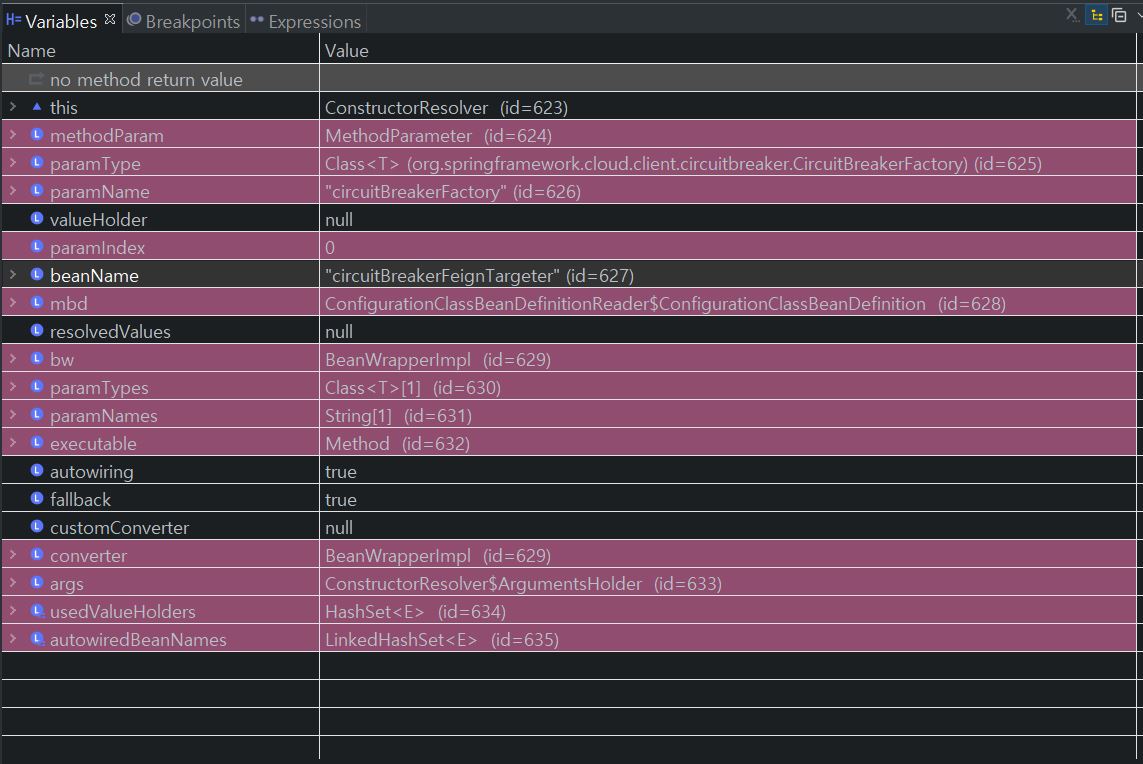 Variables Breakpoints Expressions
Name Value
no method return value
this ConstructorResolver (id=623)
methodParam MethodParameter (id=624)
paramType Class<T> (org.springframework.cloud.client.circuitbreaker.CircuitBreakerFactory) (id=625)
paramName "circuitBreakerFactory" (id=626)
valueHolder null
paramIndex 0
beanName "circuitBreakerFeignTargeter" (id=627)
mbd ConfigurationClassBeanDefinitionReader$ConfigurationClassBeanDefinition (id=628)
resolvedValues null
bw BeanWrapperImpl (id=629)
paramTypes Class<T>[1] (id=630)
paramNames String[1] (id=631)
executable Method (id=632)
autowiring true
fallback true
customConverter null
converter BeanWrapperImpl (id=629)
args ConstructorResolver$ArgumentsHolder (id=633)
usedValueHolders HashSet<E> (id=634)
autowiredBeanNames LinkedHashSet<E> (id=635)